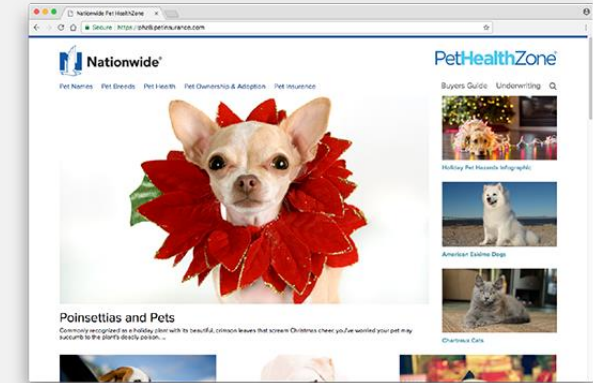 Nationwide Pet HealthZone
Secure https://phz8.petinsurance.com
Nationwide®
PetHealthZone
Pet Names Pet Breeds Pet Health Pet Ownership & Adoption Pet Insurance
Buyers Guide Underwriting
Holiday Pet Hazards Infographic
American Eskimo Dogs
Chartreux Cats
Poinsettias and Pets
Commonly recognized as a holiday plant with its beautiful, crimson leaves that scream Christmas cheer, you've worried your pet may
succumb to the plant's deadly poison. ...